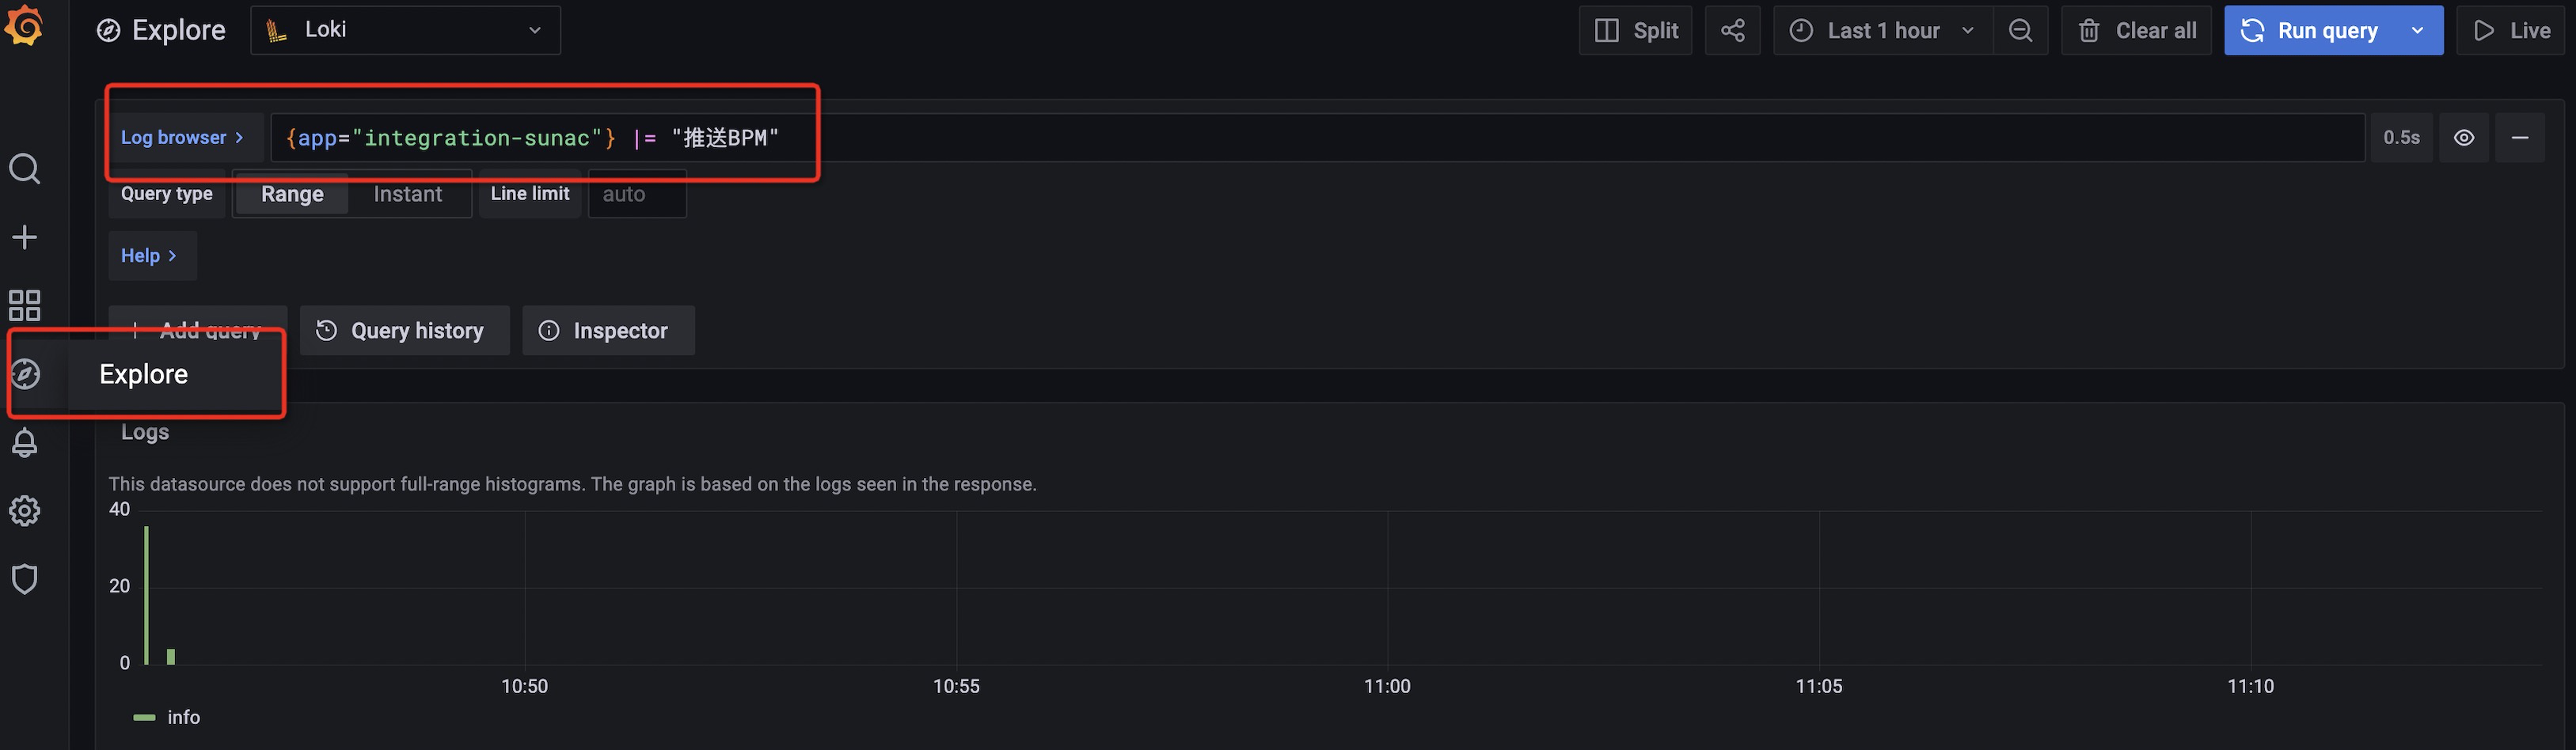 Explore
Loki
Split
Last 1 hour
Clear all
Run query
Live
Log browser >
{app="integration-sunac"} |= "推送BPM"
0.5s
Query type
Range
Instant
Line limit
auto
Help >
Add query
Query history
Inspector
Explore
Logs
This datasource does not support full-range histograms. The graph is based on the logs seen in the response.
40
20
0
10:50
10:55
11:00
11:05
11:10
info